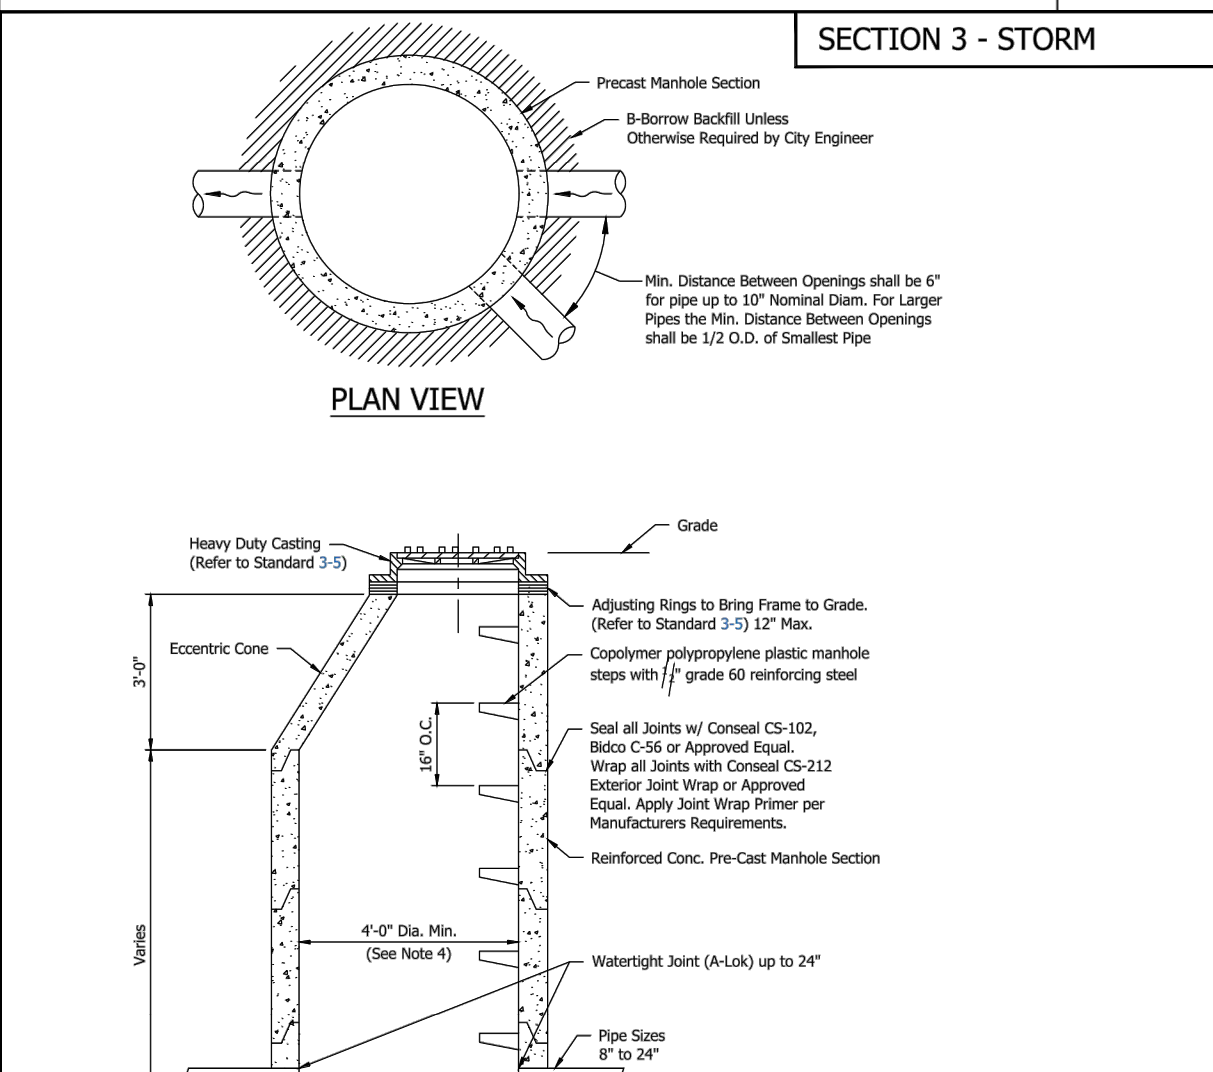 SECTION 3 - STORM
Precast Manhole Section
B-Borrow Backfill Unless
Otherwise Required by City Engineer
Min. Distance Between Openings shall be 6"
for pipe up to 10" Nominal Diam. For Larger
Pipes the Min. Distance Between Openings
shall be 1/2 O.D. of Smallest Pipe
PLAN VIEW
Grade
Heavy Duty Casting
(Refer to Standard 3-5)
Adjusting Rings to Bring Frame to Grade.
(Refer to Standard 3-5) 12" Max.
Eccentric Cone
3'-0"
Copolymer polypropylene plastic manhole
steps with 1/2" grade 60 reinforcing steel
16" O.C.
Seal all Joints w/ Conseal CS-102,
Bidco C-56 or Approved Equal.
Wrap all Joints with Conseal CS-212
Exterior Joint Wrap or Approved
Equal. Apply Joint Wrap Primer per
Manufacturers Requirements.
Reinforced Conc. Pre-Cast Manhole Section
Varies
4'-0" Dia. Min.
(See Note 4)
Watertight Joint (A-Lok) up to 24"
Pipe Sizes
8" to 24"